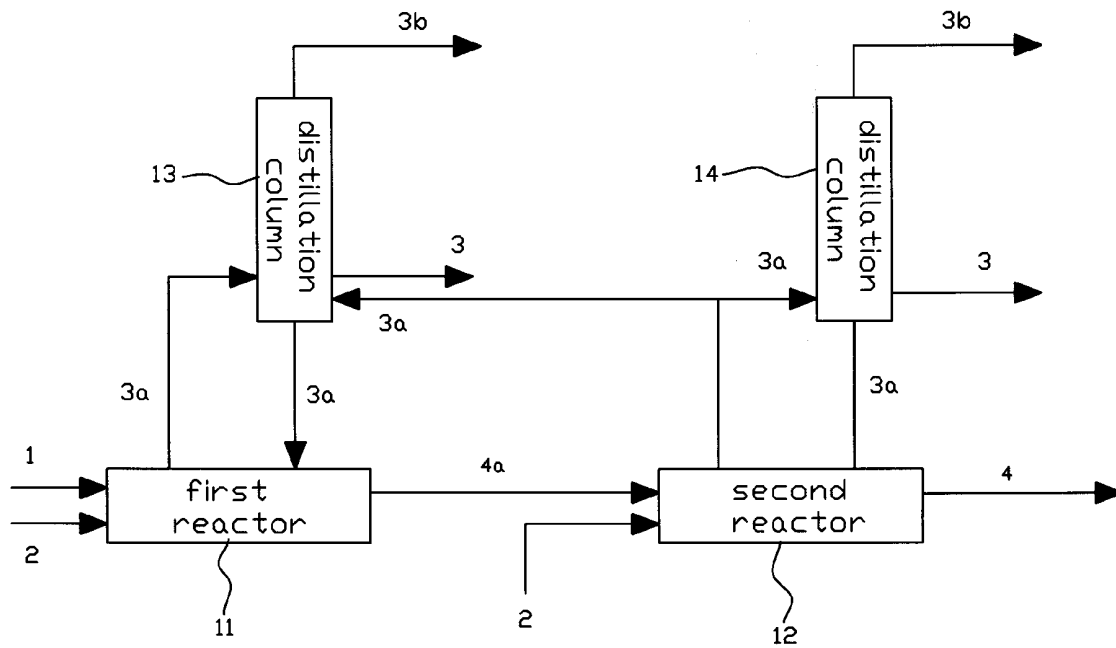 3b
3b
distillation
column
13
distillation
column
14
3
3a
3
3a
3a
3a
3a
1
4a
4
first
reactor
second
reactor
2
2
11
12